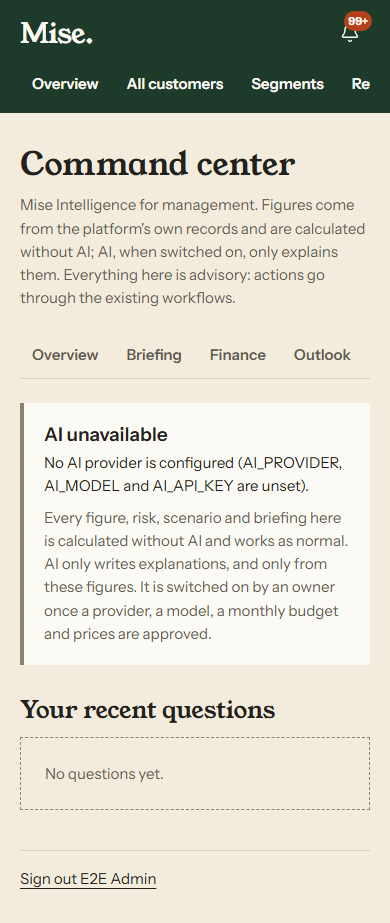 Mise.
99+
Overview All customers Segments Re
Command center
Mise Intelligence for management. Figures come
from the platform's own records and are calculated
without AI; AI, when switched on, only explains
them. Everything here is advisory: actions go
through the existing workflows.
Overview Briefing Finance Outlook
AI unavailable
No AI provider is configured (AI_PROVIDER,
AI_MODEL and AI_API_KEY are unset).
Every figure, risk, scenario and briefing here
is calculated without AI and works as normal.
AI only writes explanations, and only from
these figures. It is switched on by an owner
once a provider, a model, a monthly budget
and prices are approved.
Your recent questions
No questions yet.
Sign out E2E Admin